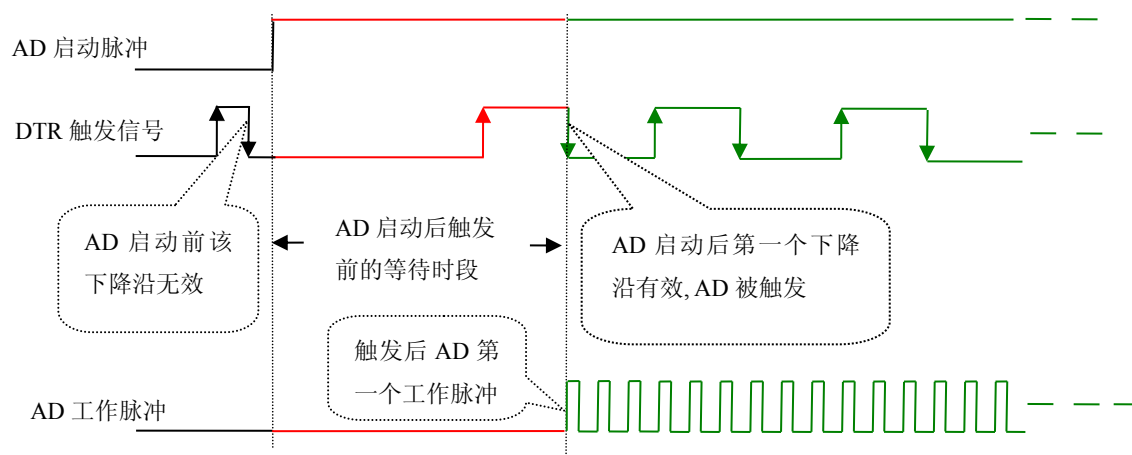 AD 启动脉冲
DTR 触发信号
AD 启动前该
下降沿无效
AD 启动后触发
前的等待时段
AD 启动后第一个下降
沿有效, AD 被触发
触发后 AD 第
一个工作脉冲
AD 工作脉冲